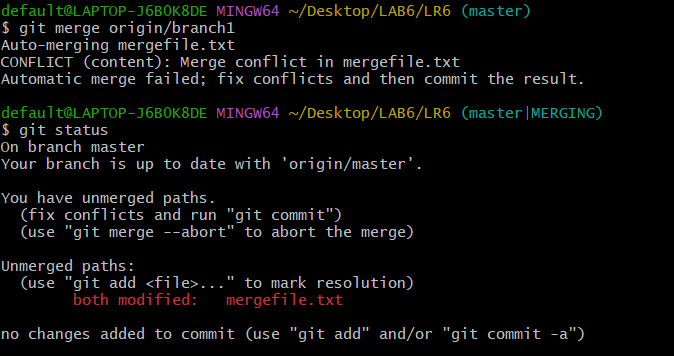 default@LAPTOP-J6BOK8DE MINGW64 ~/Desktop/LAB6/LR6 (master)
$ git merge origin/branch1
Auto-merging mergefile.txt
CONFLICT (content): Merge conflict in mergefile.txt
Automatic merge failed; fix conflicts and then commit the result.

default@LAPTOP-J6BOK8DE MINGW64 ~/Desktop/LAB6/LR6 (master|MERGING)
$ git status
On branch master
Your branch is up to date with 'origin/master'.

You have unmerged paths.
  (fix conflicts and run "git commit")
  (use "git merge --abort" to abort the merge)

Unmerged paths:
  (use "git add <file>..." to mark resolution)
        both modified:   mergefile.txt

no changes added to commit (use "git add" and/or "git commit -a")